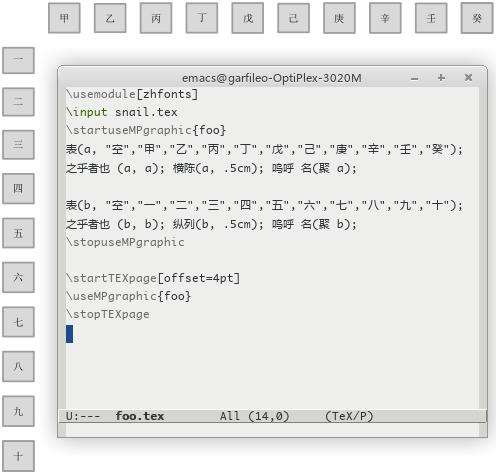 甲 乙 丙 丁 戊 己 庚 辛 壬 癸
一
二
三
四
五
六
七
八
九
十
emacs@garfileo-OptiPlex-3020M
\usemodule[zhfonts]
\input snail.tex
\startuseMPgraphic{foo}
表(a, "空","甲","乙","丙","丁","戊","己","庚","辛","壬","癸");
之乎者也 (a, a); 横陈(a, .5cm); 呜呼 名(聚 a);
表(b, "空","一","二","三","四","五","六","七","八","九","十");
之乎者也 (b, b); 纵列(b, .5cm); 呜呼 名(聚 b);
\stopuseMPgraphic
\startTEXpage[offset=4pt]
\useMPgraphic{foo}
\stopTEXpage
U:--- foo.tex All (14,0) (TeX/P)